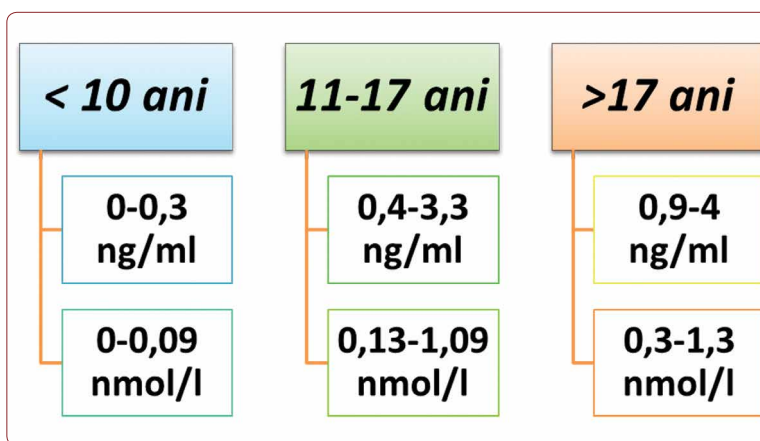 < 10 ani
0-0,3
ng/ml
0-0,09
nmol/l
11-17 ani
0,4-3,3
ng/ml
0,13-1,09
nmol/l
>17 ani
0,9-4
ng/ml
0,3-1,3
nmol/l